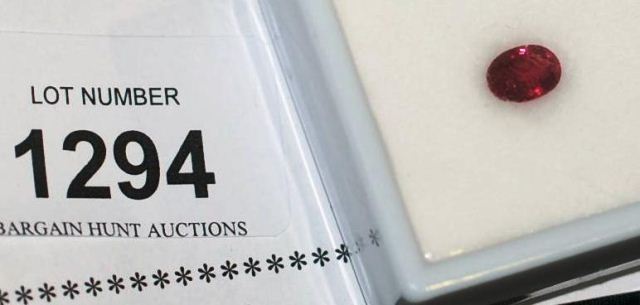 LOT NUMBER
1294
BARGAIN HUNT AUCTIONS
******************